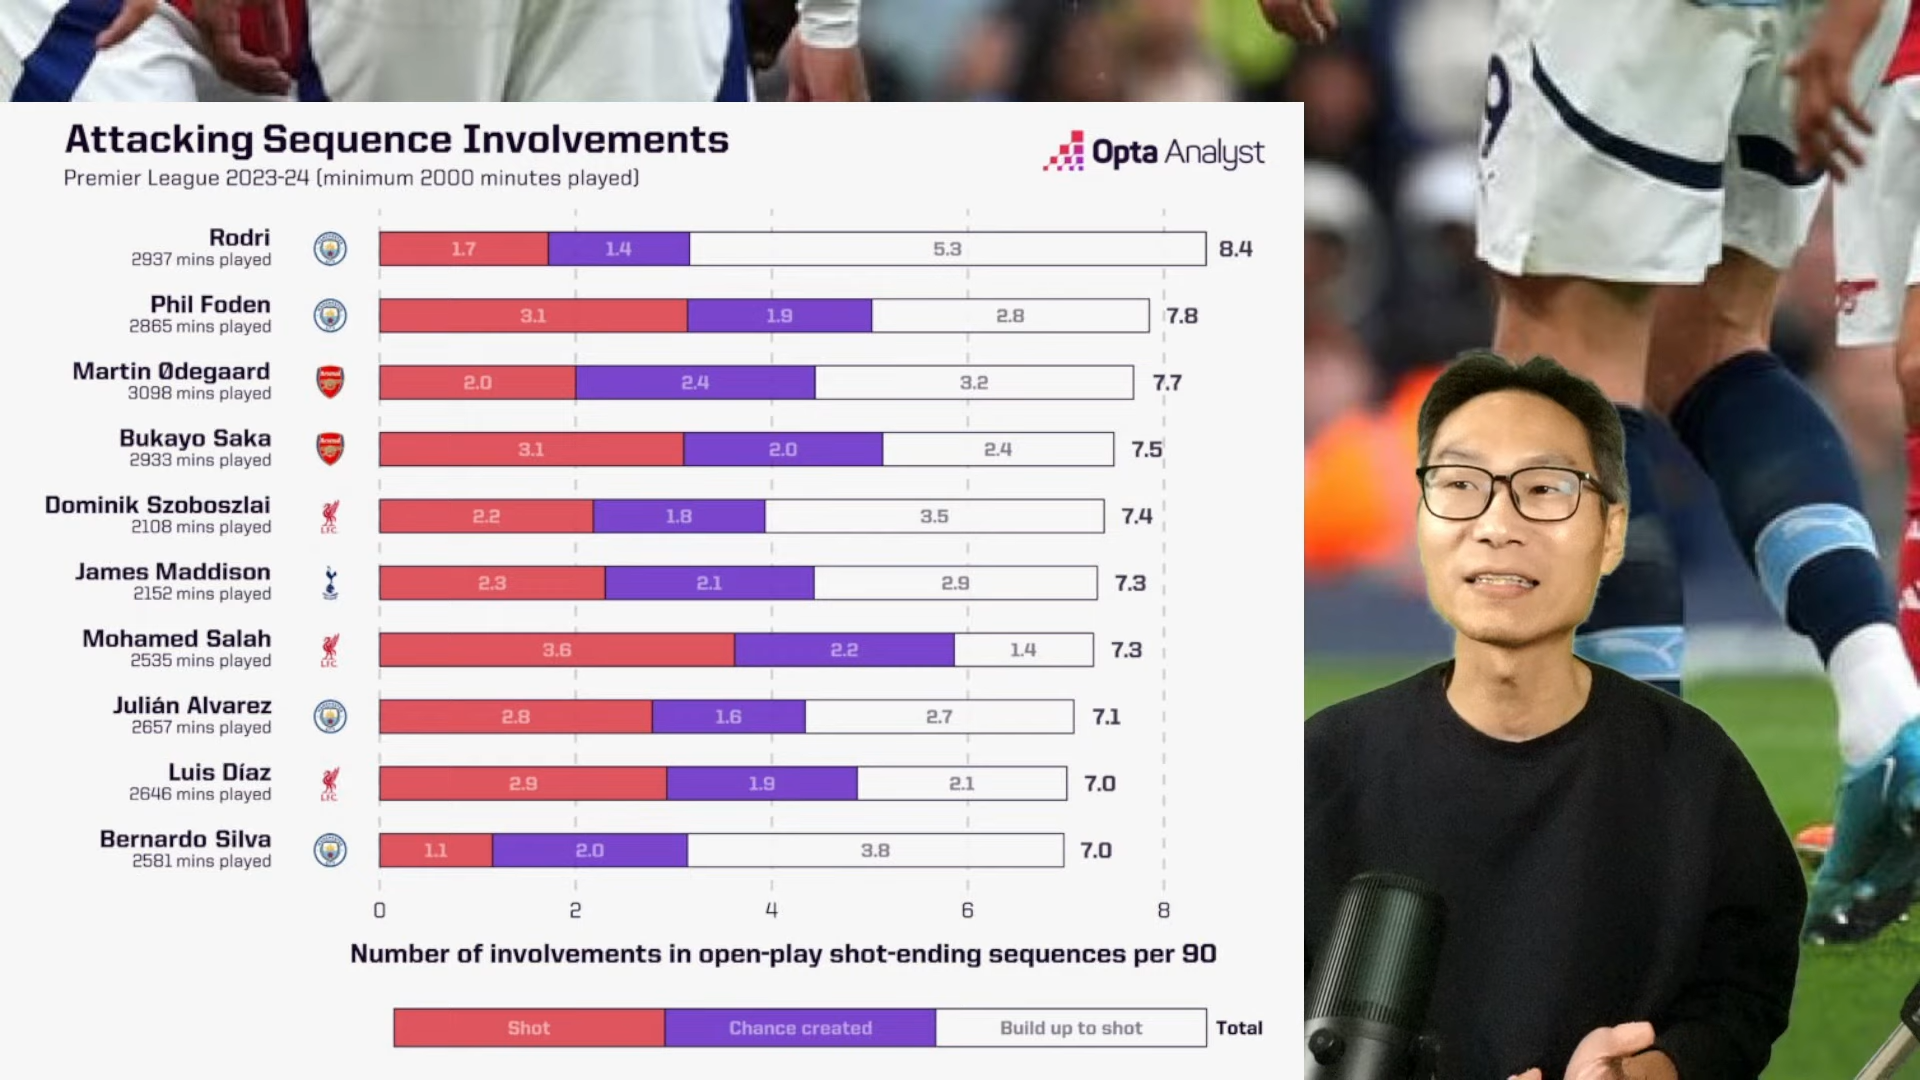 Attacking Sequence Involvements
Opta Analyst
Premier League 2023-24 (minimum 2000 minutes played)
Rodri
2937 mins played
1.7 1.4 5.3 8.4
Phil Foden
2865 mins played
3.1 1.9 2.8 7.8
Martin Ødegaard
3098 mins played
Arsenal
2.0 2.4 3.2 7.7
Bukayo Saka
2933 mins played
Arsenal
3.1 2.0 2.4 7.5
Dominik Szoboszlai
2108 mins played
LFC
2.2 1.8 3.5 7.4
James Maddison
2152 mins played
2.3 2.1 2.9 7.3
Mohamed Salah
2535 mins played
LFC
3.6 2.2 1.4 7.3
Julián Alvarez
2657 mins played
2.8 1.6 2.7 7.1
Luis Díaz
2646 mins played
LFC
2.9 1.9 2.1 7.0
Bernardo Silva
2581 mins played
1.1 2.0 3.8 7.0
0 2 4 6 8
Number of involvements in open-play shot-ending sequences per 90
Shot Chance created Build up to shot Total
9